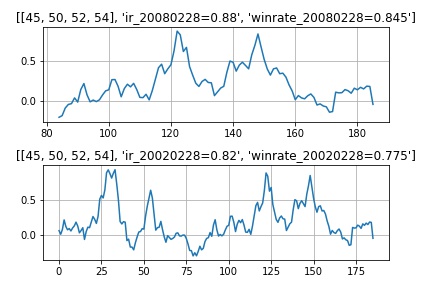 [[45, 50, 52, 54], 'ir_20080228=0.88', 'winrate_20080228=0.845']
0.5
0.0
80 100 120 140 160 180
[[45, 50, 52, 54], 'ir_20020228=0.82', 'winrate_20020228=0.775']
0.5
0.0
0 25 50 75 100 125 150 175